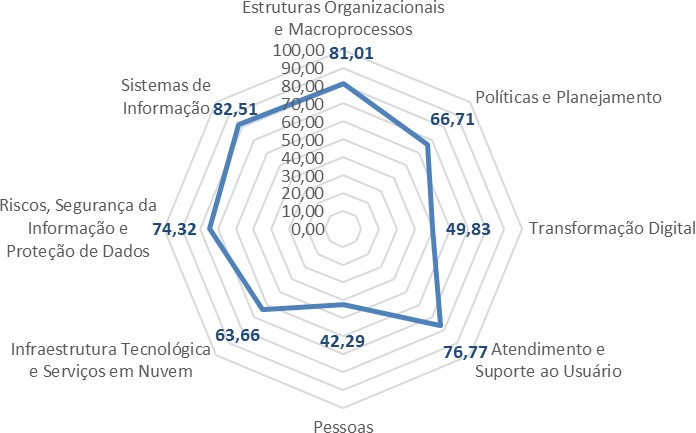 Estruturas Organizacionais
e Macroprocessos
100,00
81,01
90,00
80,00
70,00
60,00
50,00
40,00
30,00
20,00
10,00
0,00
Políticas e Planejamento
66,71
Transformação Digital
49,83
Atendimento e
Suporte ao Usuário
76,77
Pessoas
42,29
Infraestrutura Tecnológica
e Serviços em Nuvem
63,66
Riscos, Segurança da
Informação e
Proteção de Dados
74,32
Sistemas de
Informação
82,51